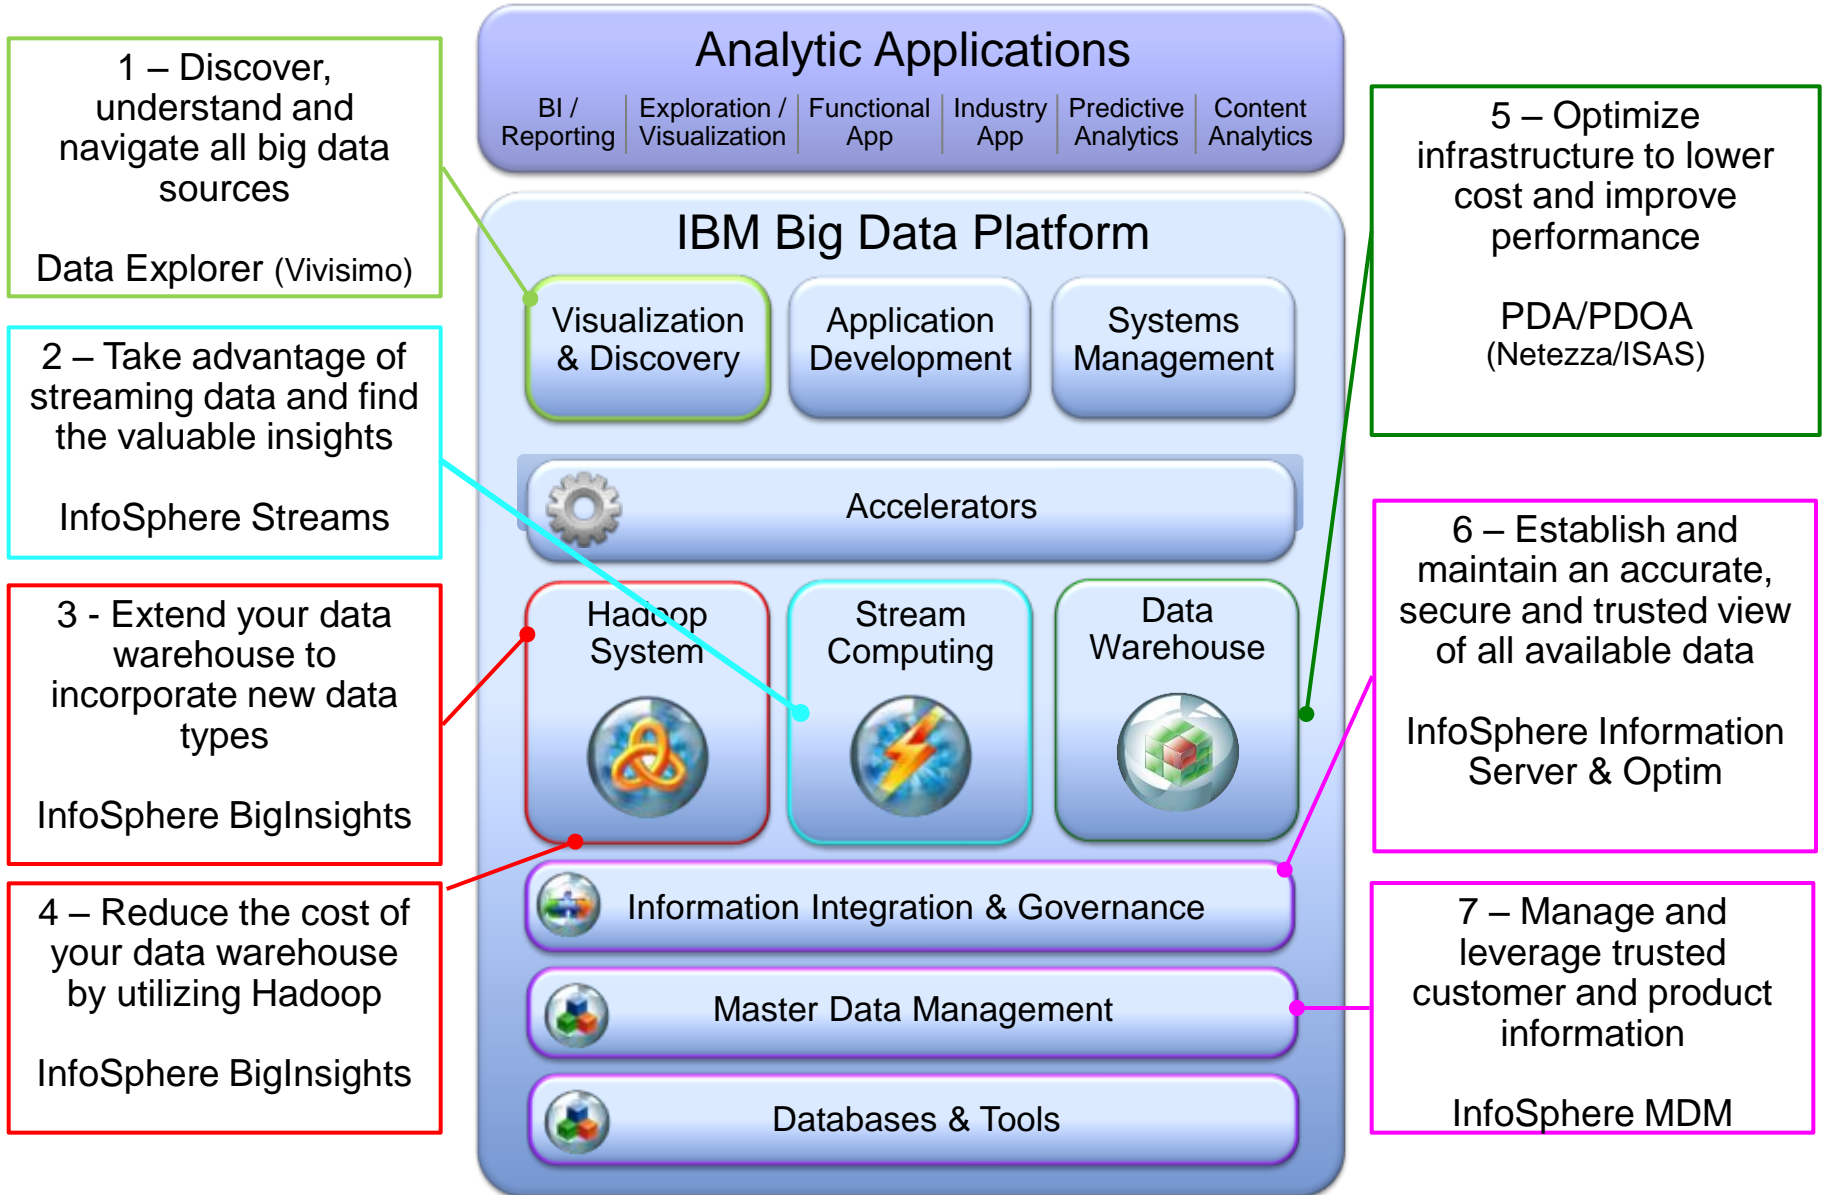 Analytic Applications
BI /
Reporting
Exploration /
Visualization
Functional
App
Industry
App
Predictive
Analytics
Content
Analytics
1 – Discover,
understand and
navigate all big data
sources
Data Explorer (Vivisimo)
2 – Take advantage of
streaming data and find
the valuable insights
InfoSphere Streams
3 - Extend your data
warehouse to
incorporate new data
types
InfoSphere BigInsights
4 – Reduce the cost of
your data warehouse
by utilizing Hadoop
InfoSphere BigInsights
IBM Big Data Platform
Visualization
& Discovery
Application
Development
Systems
Management
Accelerators
Hadoop
System
Stream
Computing
Data
Warehouse
Information Integration & Governance
Master Data Management
Databases & Tools
5 – Optimize
infrastructure to lower
cost and improve
performance
PDA/PDOA
(Netezza/ISAS)
6 – Establish and
maintain an accurate,
secure and trusted view
of all available data
InfoSphere Information
Server & Optim
7 – Manage and
leverage trusted
customer and product
information
InfoSphere MDM